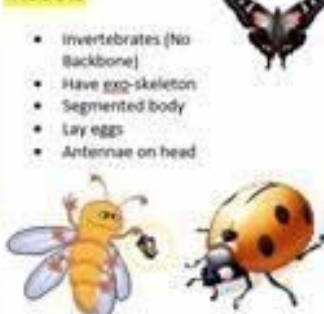 • Invertebrates (No
Backbone)
• Have exo-skeleton
• Segmented body
• Lay eggs
• Antennae on head